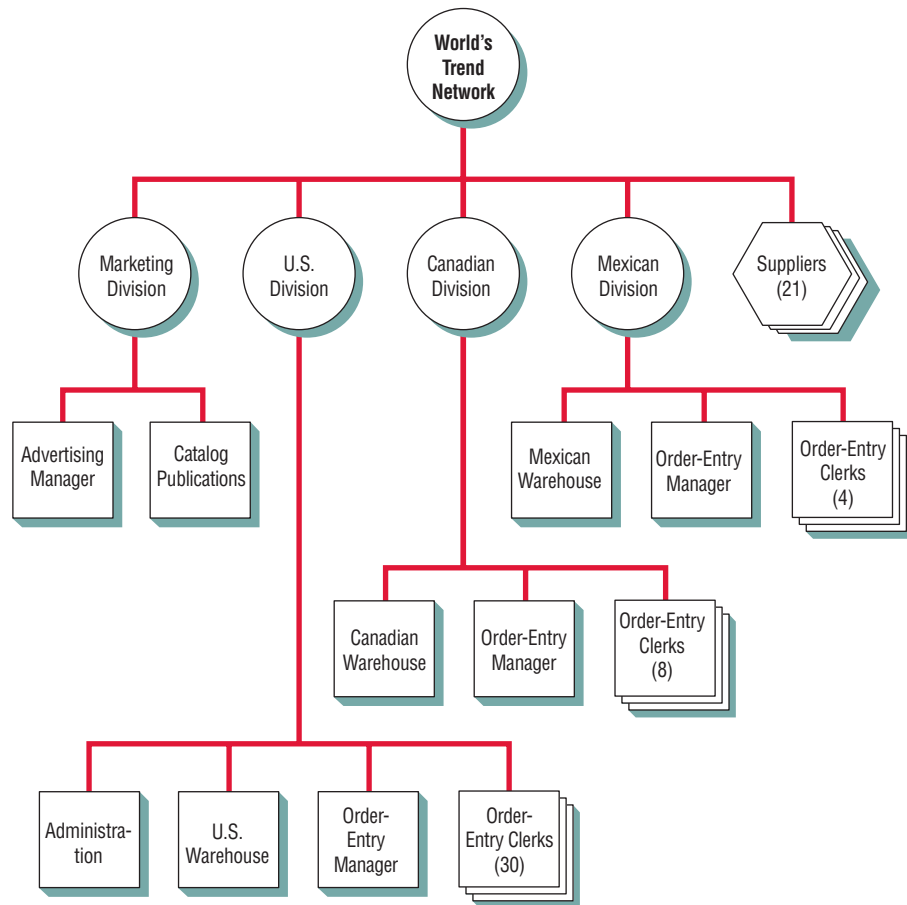 World's
Trend
Network
Marketing
Division
U.S.
Division
Canadian
Division
Mexican
Division
Suppliers
(21)
Advertising
Manager
Catalog
Publications
Mexican
Warehouse
Order-Entry
Manager
Order-Entry
Clerks
(4)
Canadian
Warehouse
Order-Entry
Manager
Order-Entry
Clerks
(8)
Administra-
tion
U.S.
Warehouse
Order-
Entry
Manager
Order-
Entry Clerks
(30)